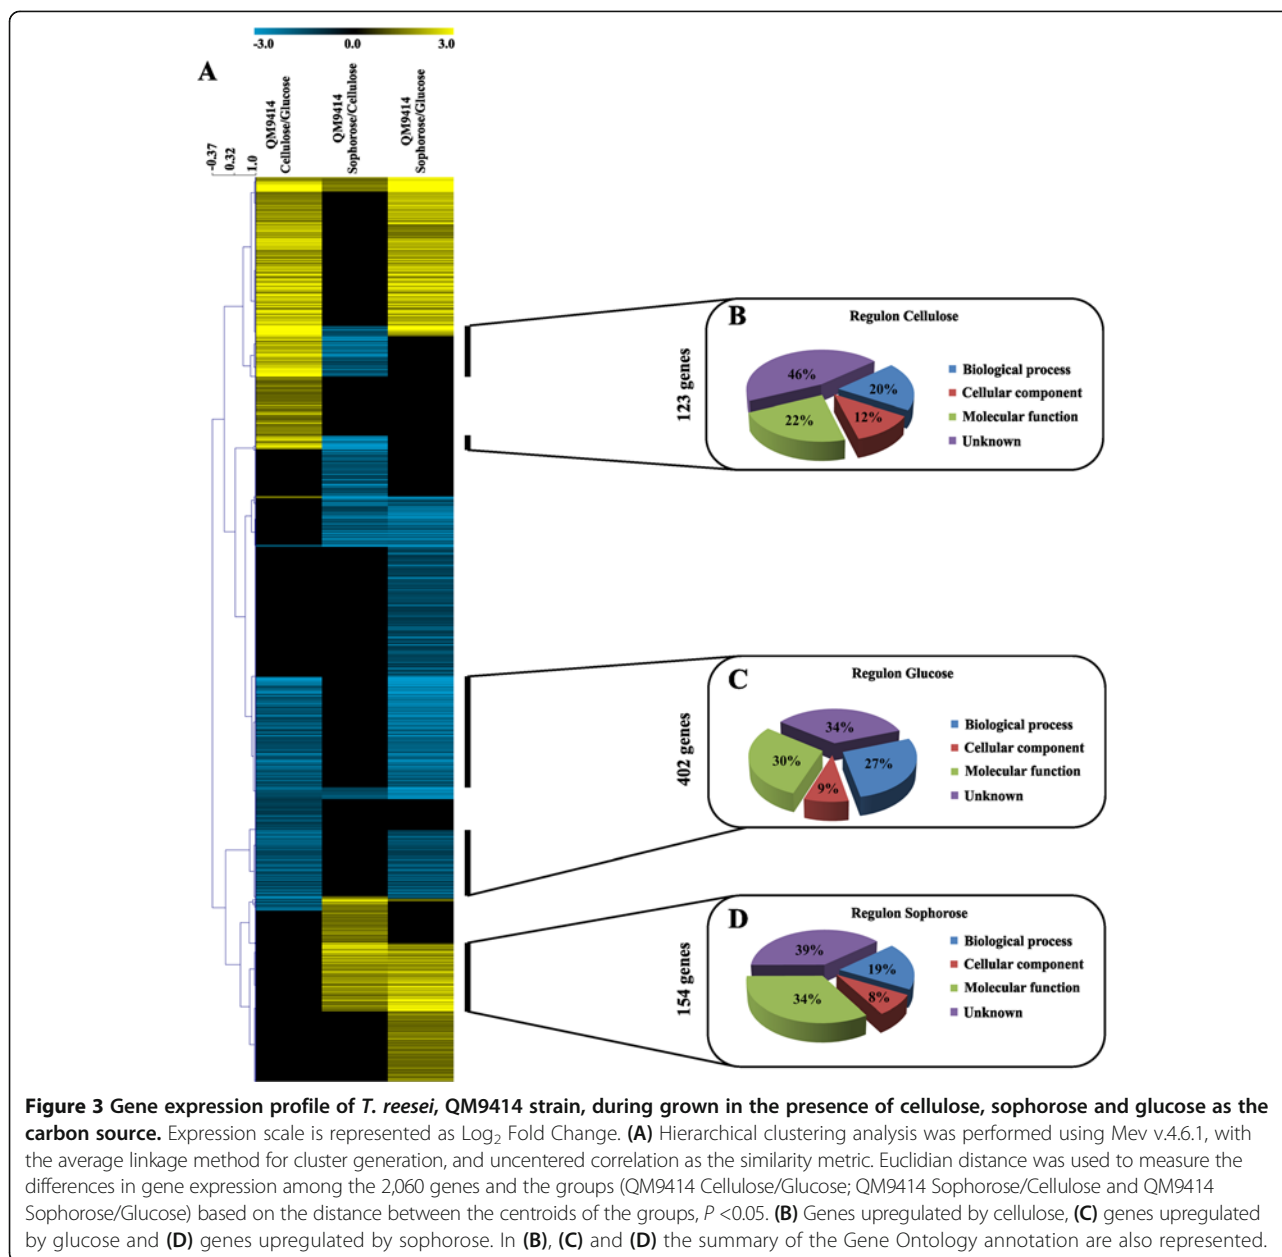 -3.0 0.0 3.0
A
QM9414
Cellulose/Glucose
QM9414
Sophorose/Cellulose
QM9414
Sophorose/Glucose
-0.37
0.32
1.0
B
Regulon Cellulose
123 genes
46%
20%
12%
22%
Biological process
Cellular component
Molecular function
Unknown
C
Regulon Glucose
402 genes
34%
27%
9%
30%
Biological process
Cellular component
Molecular function
Unknown
D
Regulon Sophorose
154 genes
39%
19%
8%
34%
Biological process
Cellular component
Molecular function
Unknown
Figure 3 Gene expression profile of T. reesei, QM9414 strain, during grown in the presence of cellulose, sophorose and glucose as the
carbon source. Expression scale is represented as Log2 Fold Change. (A) Hierarchical clustering analysis was performed using Mev v.4.6.1, with
the average linkage method for cluster generation, and uncentered correlation as the similarity metric. Euclidian distance was used to measure the
differences in gene expression among the 2,060 genes and the groups (QM9414 Cellulose/Glucose; QM9414 Sophorose/Cellulose and QM9414
Sophorose/Glucose) based on the distance between the centroids of the groups, P <0.05. (B) Genes upregulated by cellulose, (C) genes upregulated
by glucose and (D) genes upregulated by sophorose. In (B), (C) and (D) the summary of the Gene Ontology annotation are also represented.